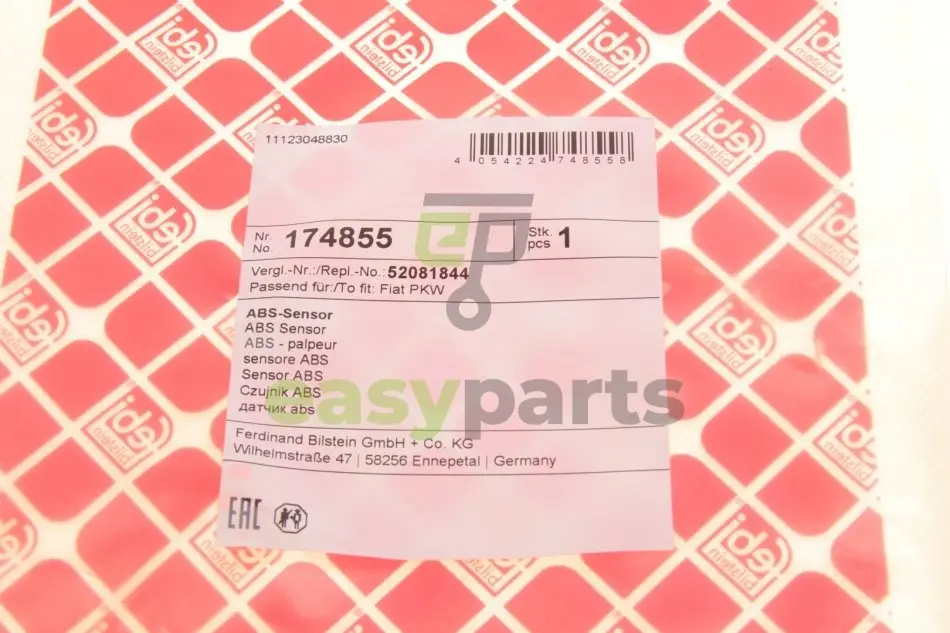 11123048830
4 054224 748558
Nr. No. 174855
Stk. pcs 1
Vergl.-Nr.:/Repl.-No.: 52081844
Passend für:/To fit: Fiat PKW
ABS-Sensor
ABS Sensor
ABS - palpeur
sensore ABS
Sensor ABS
Czujnik ABS
датчик abs
easyparts
Ferdinand Bilstein GmbH + Co. KG
Wilhelmstraße 47 | 58256 Ennepetal | Germany
EAC
febi
bilstein